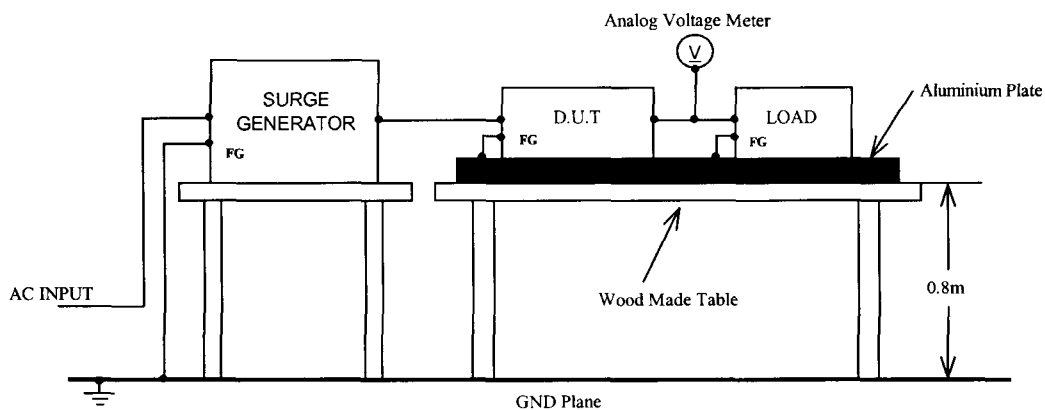 Analog Voltage Meter
V
SURGE
GENERATOR
FG
D.U.T
FG
LOAD
FG
Aluminium Plate
AC INPUT
Wood Made Table
0.8m
GND Plane